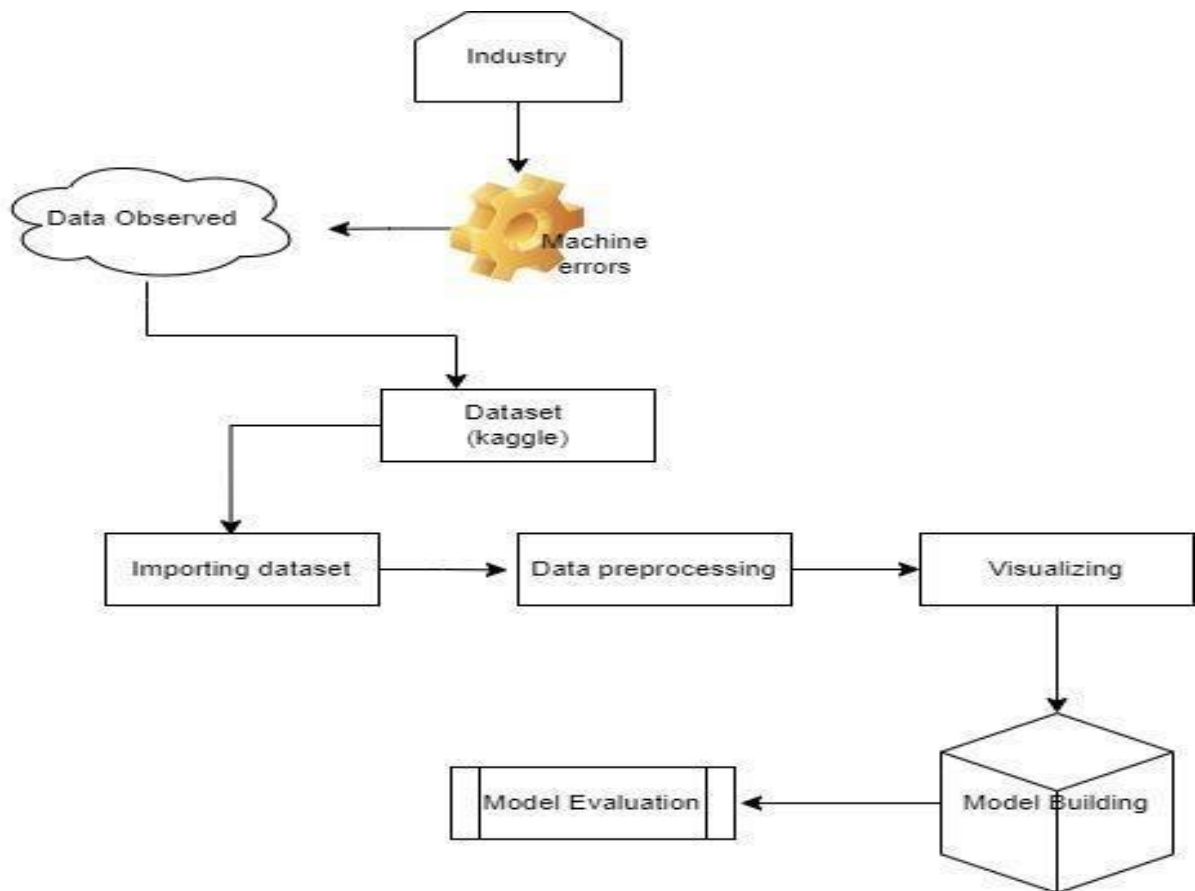 Industry
Data Observed
Machine
errors
Dataset
(kaggle)
Importing dataset
Data preprocessing
Visualizing
Model Evaluation
Model Building